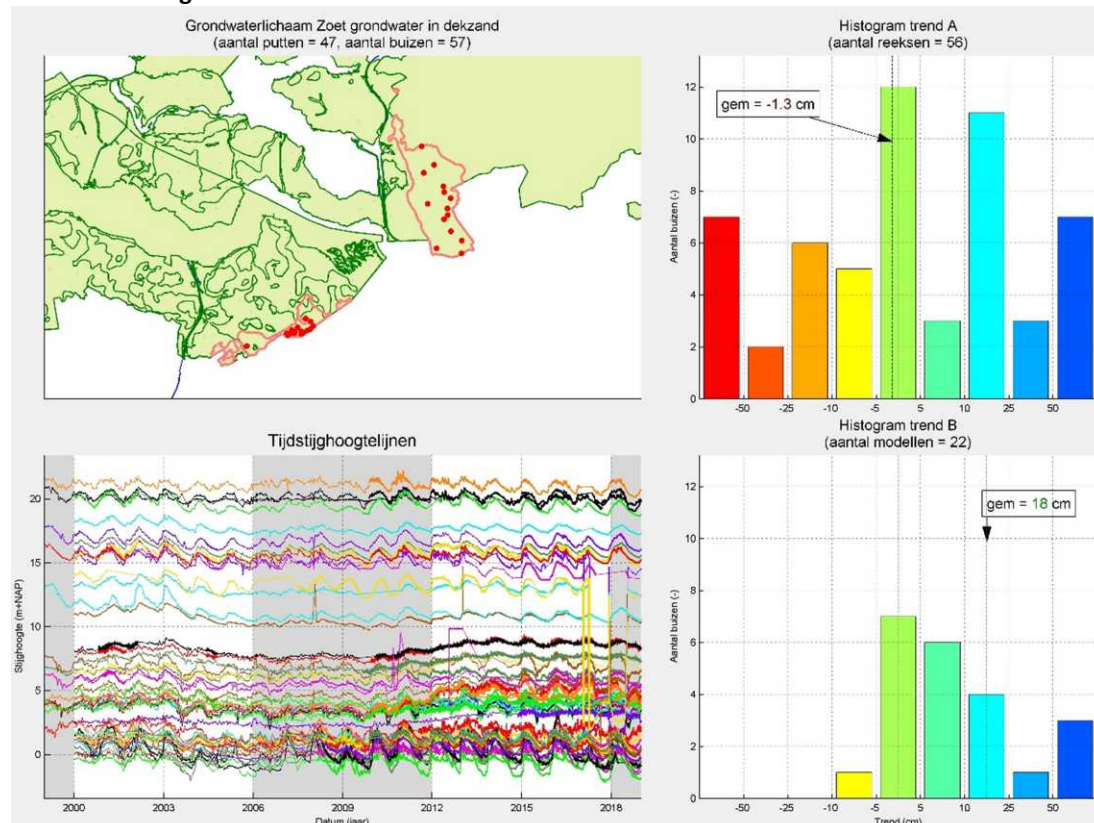 Grondwaterlichaam Zoet grondwater in dekzand
(aantal putten = 47, aantal buizen = 57)
Histogram trend A
(aantal reeksen = 56)
gem = -1.3 cm
Aantal buizen (-)
12
10
8
6
4
2
0
-50 -25 -10 -5 5 10 25 50
Tijdstijghoogtelijnen
Stijghoogte (m+NAP)
20
15
10
5
0
2000 2003 2006 2009 2012 2015 2018
Datum (jaar)
Histogram trend B
(aantal modellen = 22)
gem = 18 cm
Aantal buizen (-)
12
10
8
6
4
2
0
-50 -25 -10 -5 5 10 25 50
Trend (cm)